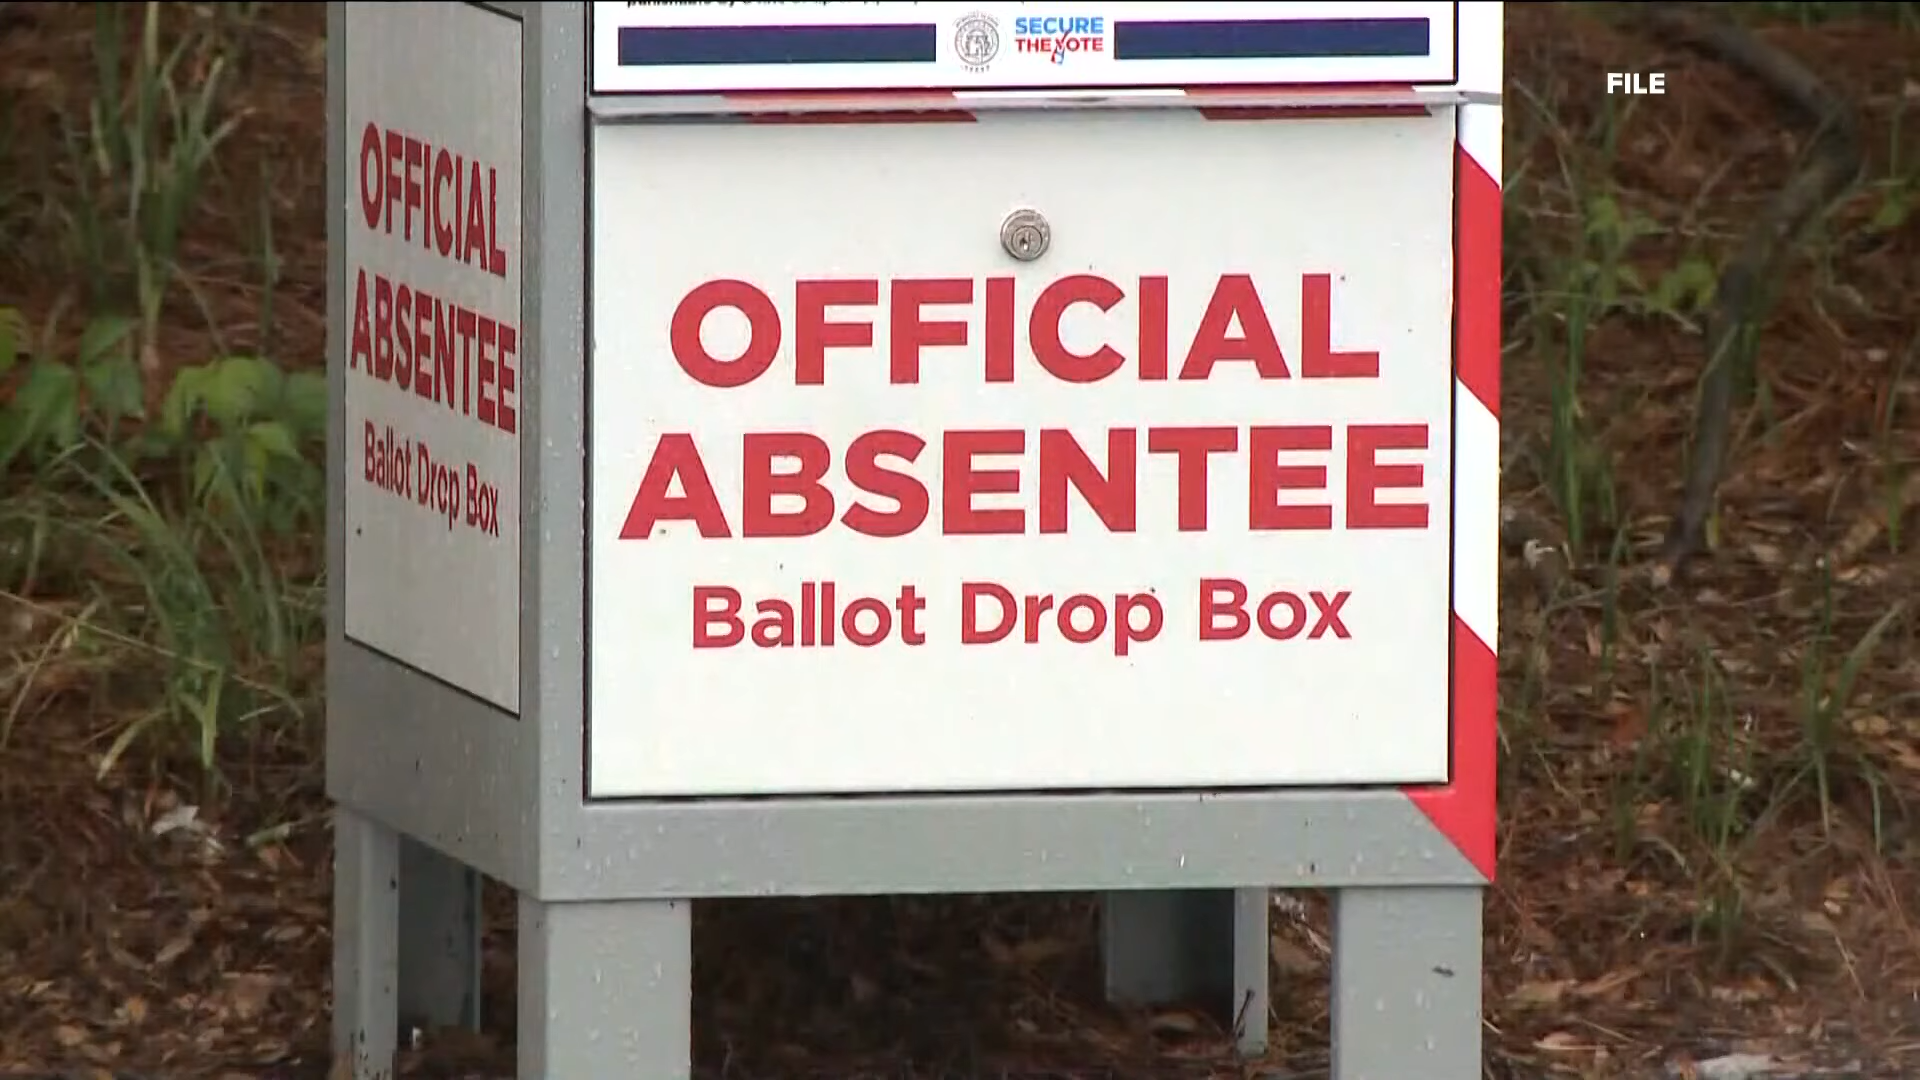 SECURE
THE VOTE
FILE
OFFICIAL
ABSENTEE
Ballot Drop Box
OFFICIAL
ABSENTEE
Ballot Drop Box